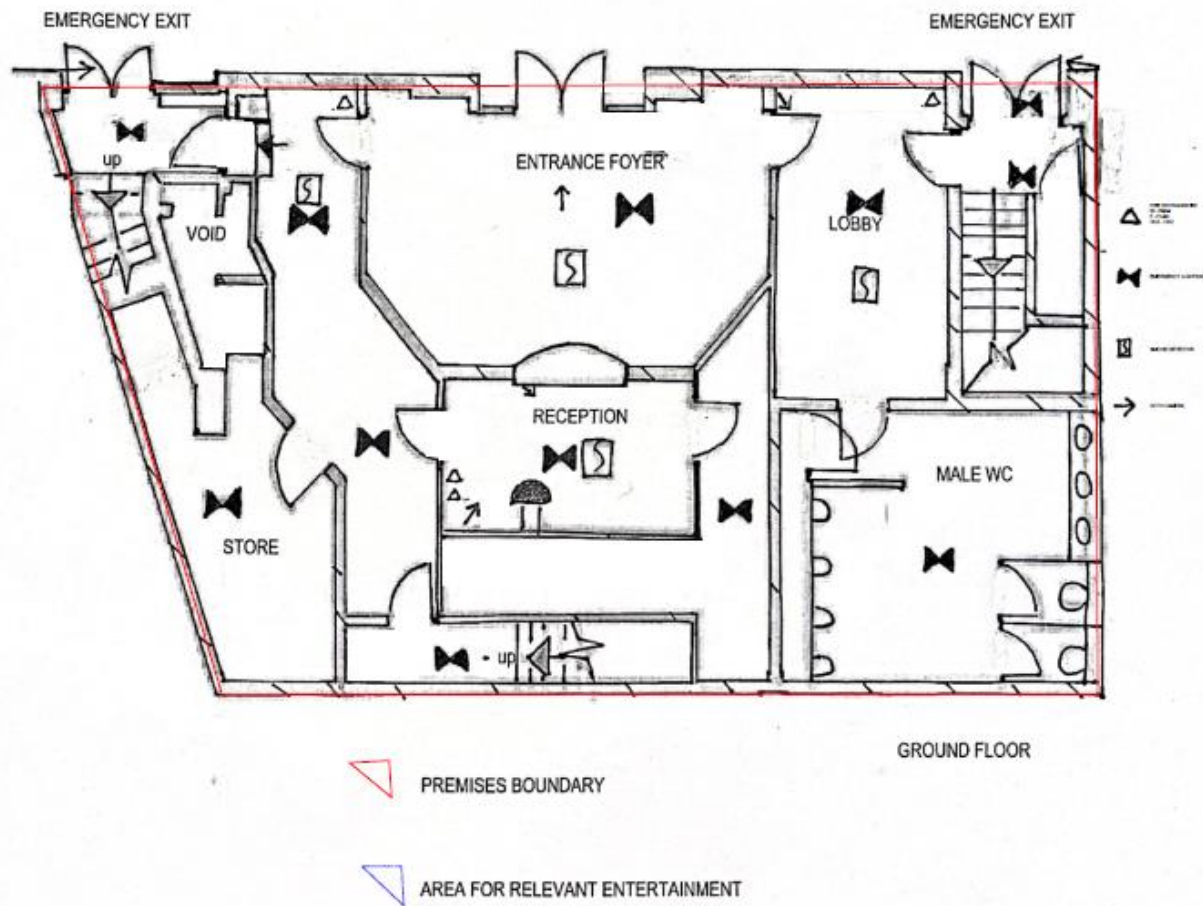 EMERGENCY EXIT
EMERGENCY EXIT
up
ENTRANCE FOYER
VOID
LOBBY
RECEPTION
MALE WC
STORE
up
GROUND FLOOR
PREMISES BOUNDARY
AREA FOR RELEVANT ENTERTAINMENT